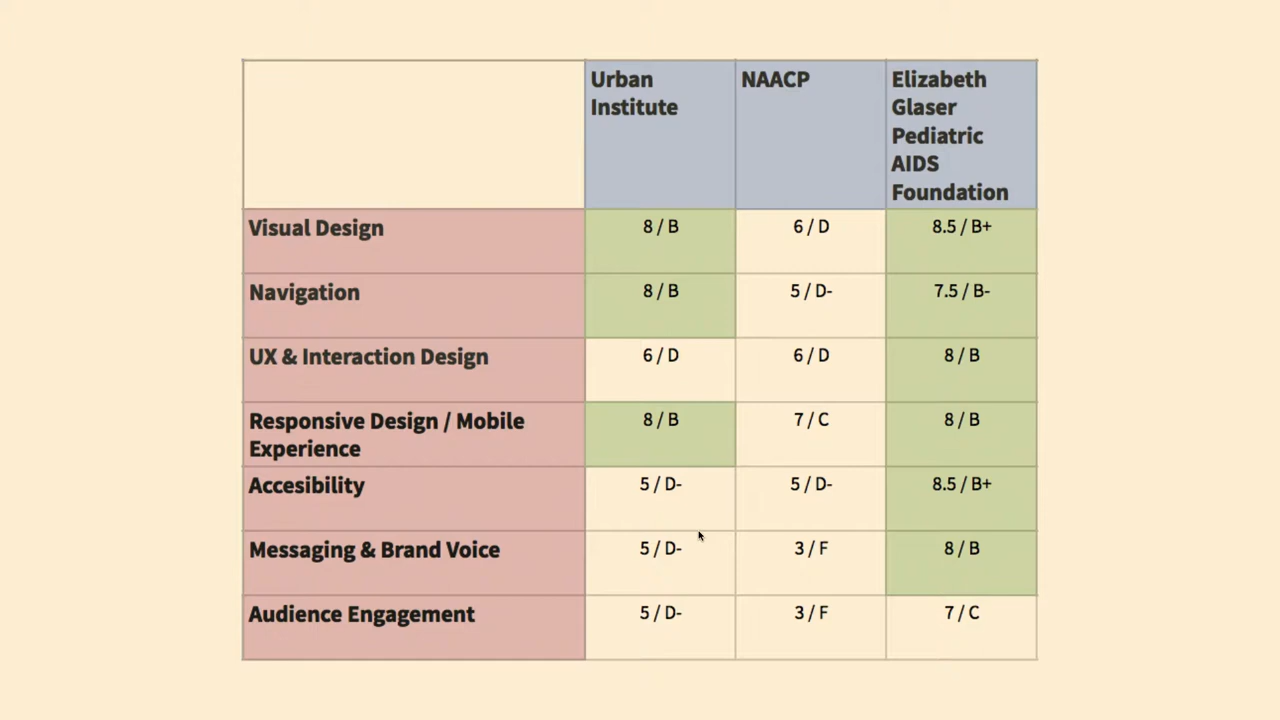 Urban
Institute
NAACP
Elizabeth
Glaser
Pediatric
AIDS
Foundation
Visual Design
8 / B
6 / D
8.5 / B+
Navigation
8 / B
5 / D-
7.5 / B-
UX & Interaction Design
6 / D
6 / D
8 / B
Responsive Design / Mobile
Experience
8 / B
7 / C
8 / B
Accesibility
5 / D-
5 / D-
8.5 / B+
Messaging & Brand Voice
5 / D-
3 / F
8 / B
Audience Engagement
5 / D-
3 / F
7 / C